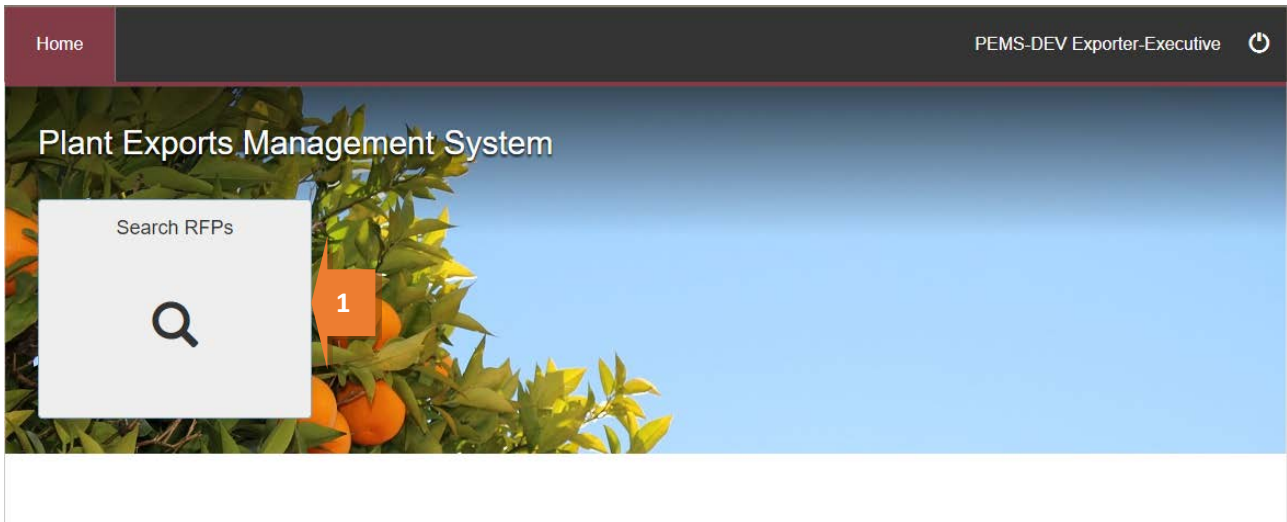 Home
PEMS-DEV Exporter-Executive
Plant Exports Management System
Search RFPs
1